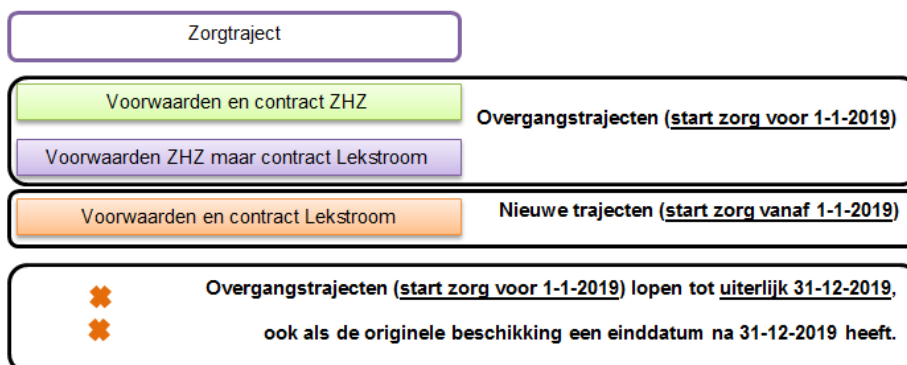 Zorgtraject
Voorwaarden en contract ZHZ
Overgangstrajecten (start zorg voor 1-1-2019)
Voorwaarden ZHZ maar contract Lekstroom
Voorwaarden en contract Lekstroom
Nieuwe trajecten (start zorg vanaf 1-1-2019)
Overgangstrajecten (start zorg voor 1-1-2019) lopen tot uiterlijk 31-12-2019,
ook als de originele beschikking een einddatum na 31-12-2019 heeft.